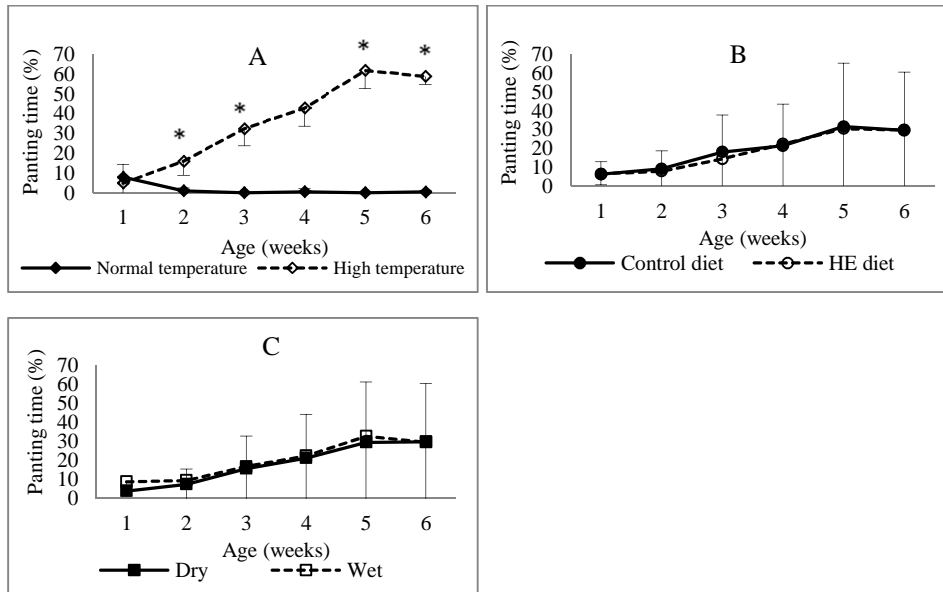 A
Panting time (%)
70
60
50
40
30
20
10
0
* * * *
1 2 3 4 5 6
Age (weeks)
Normal temperature High temperature
B
Panting time (%)
70
60
50
40
30
20
10
0
1 2 3 4 5 6
Age (weeks)
Control diet HE diet
C
Panting time (%)
70
60
50
40
30
20
10
0
1 2 3 4 5 6
Age (weeks)
Dry Wet